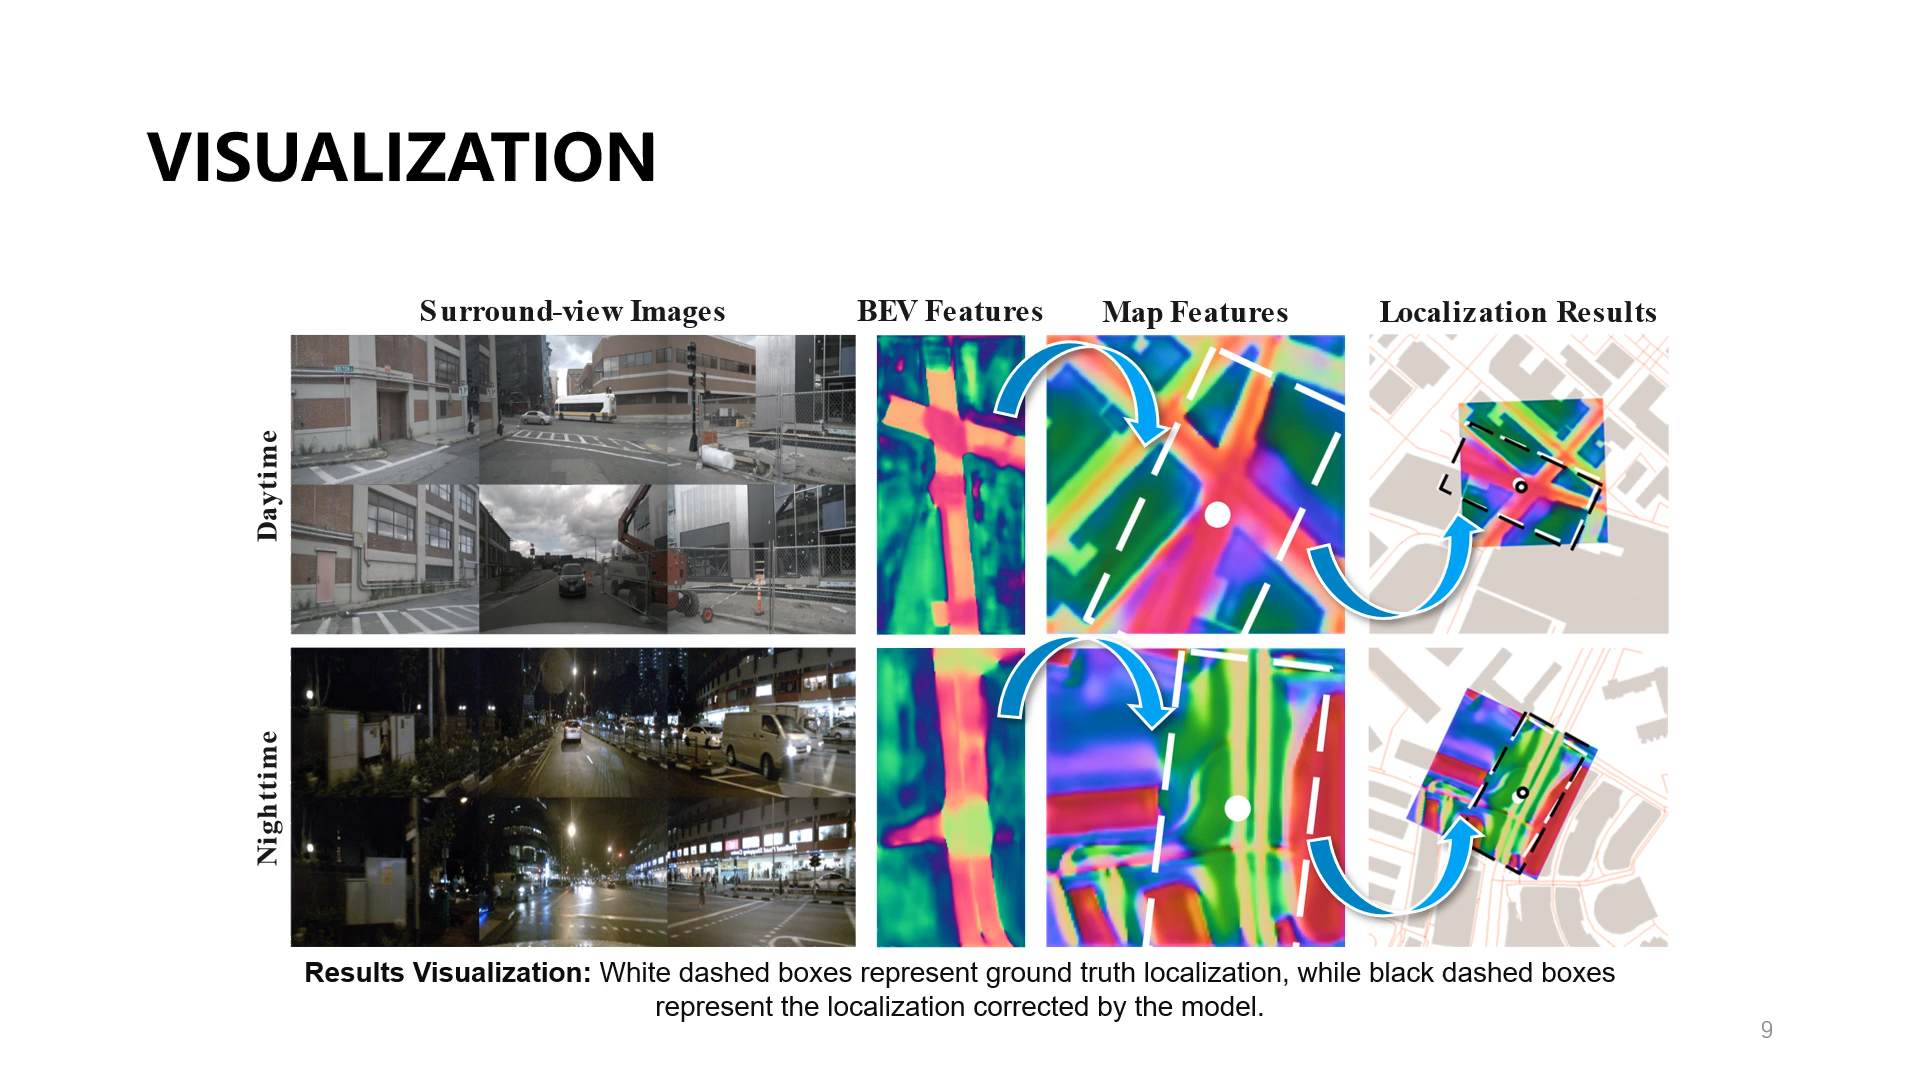 VISUALIZATION
Surround-view Images
BEV Features
Map Features
Localization Results
Daytime
Nighttime
Results Visualization: White dashed boxes represent ground truth localization, while black dashed boxes
represent the localization corrected by the model.
9